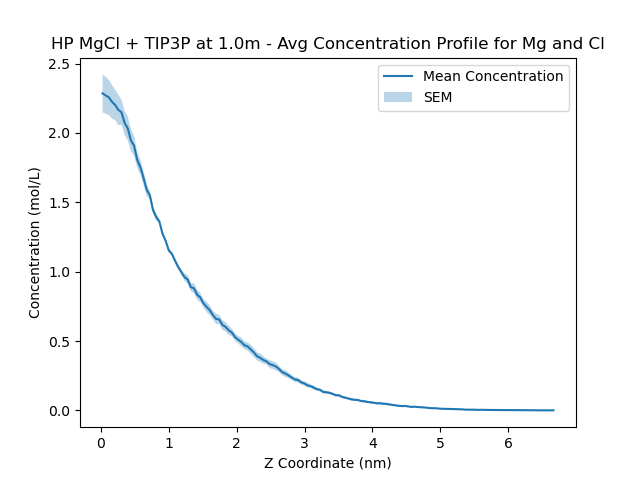 HP MgCl + TIP3P at 1.0m - Avg Concentration Profile for Mg and Cl
Mean Concentration
SEM
2.5
2.0
1.5
1.0
0.5
0.0
Concentration (mol/L)
0 1 2 3 4 5 6
Z Coordinate (nm)